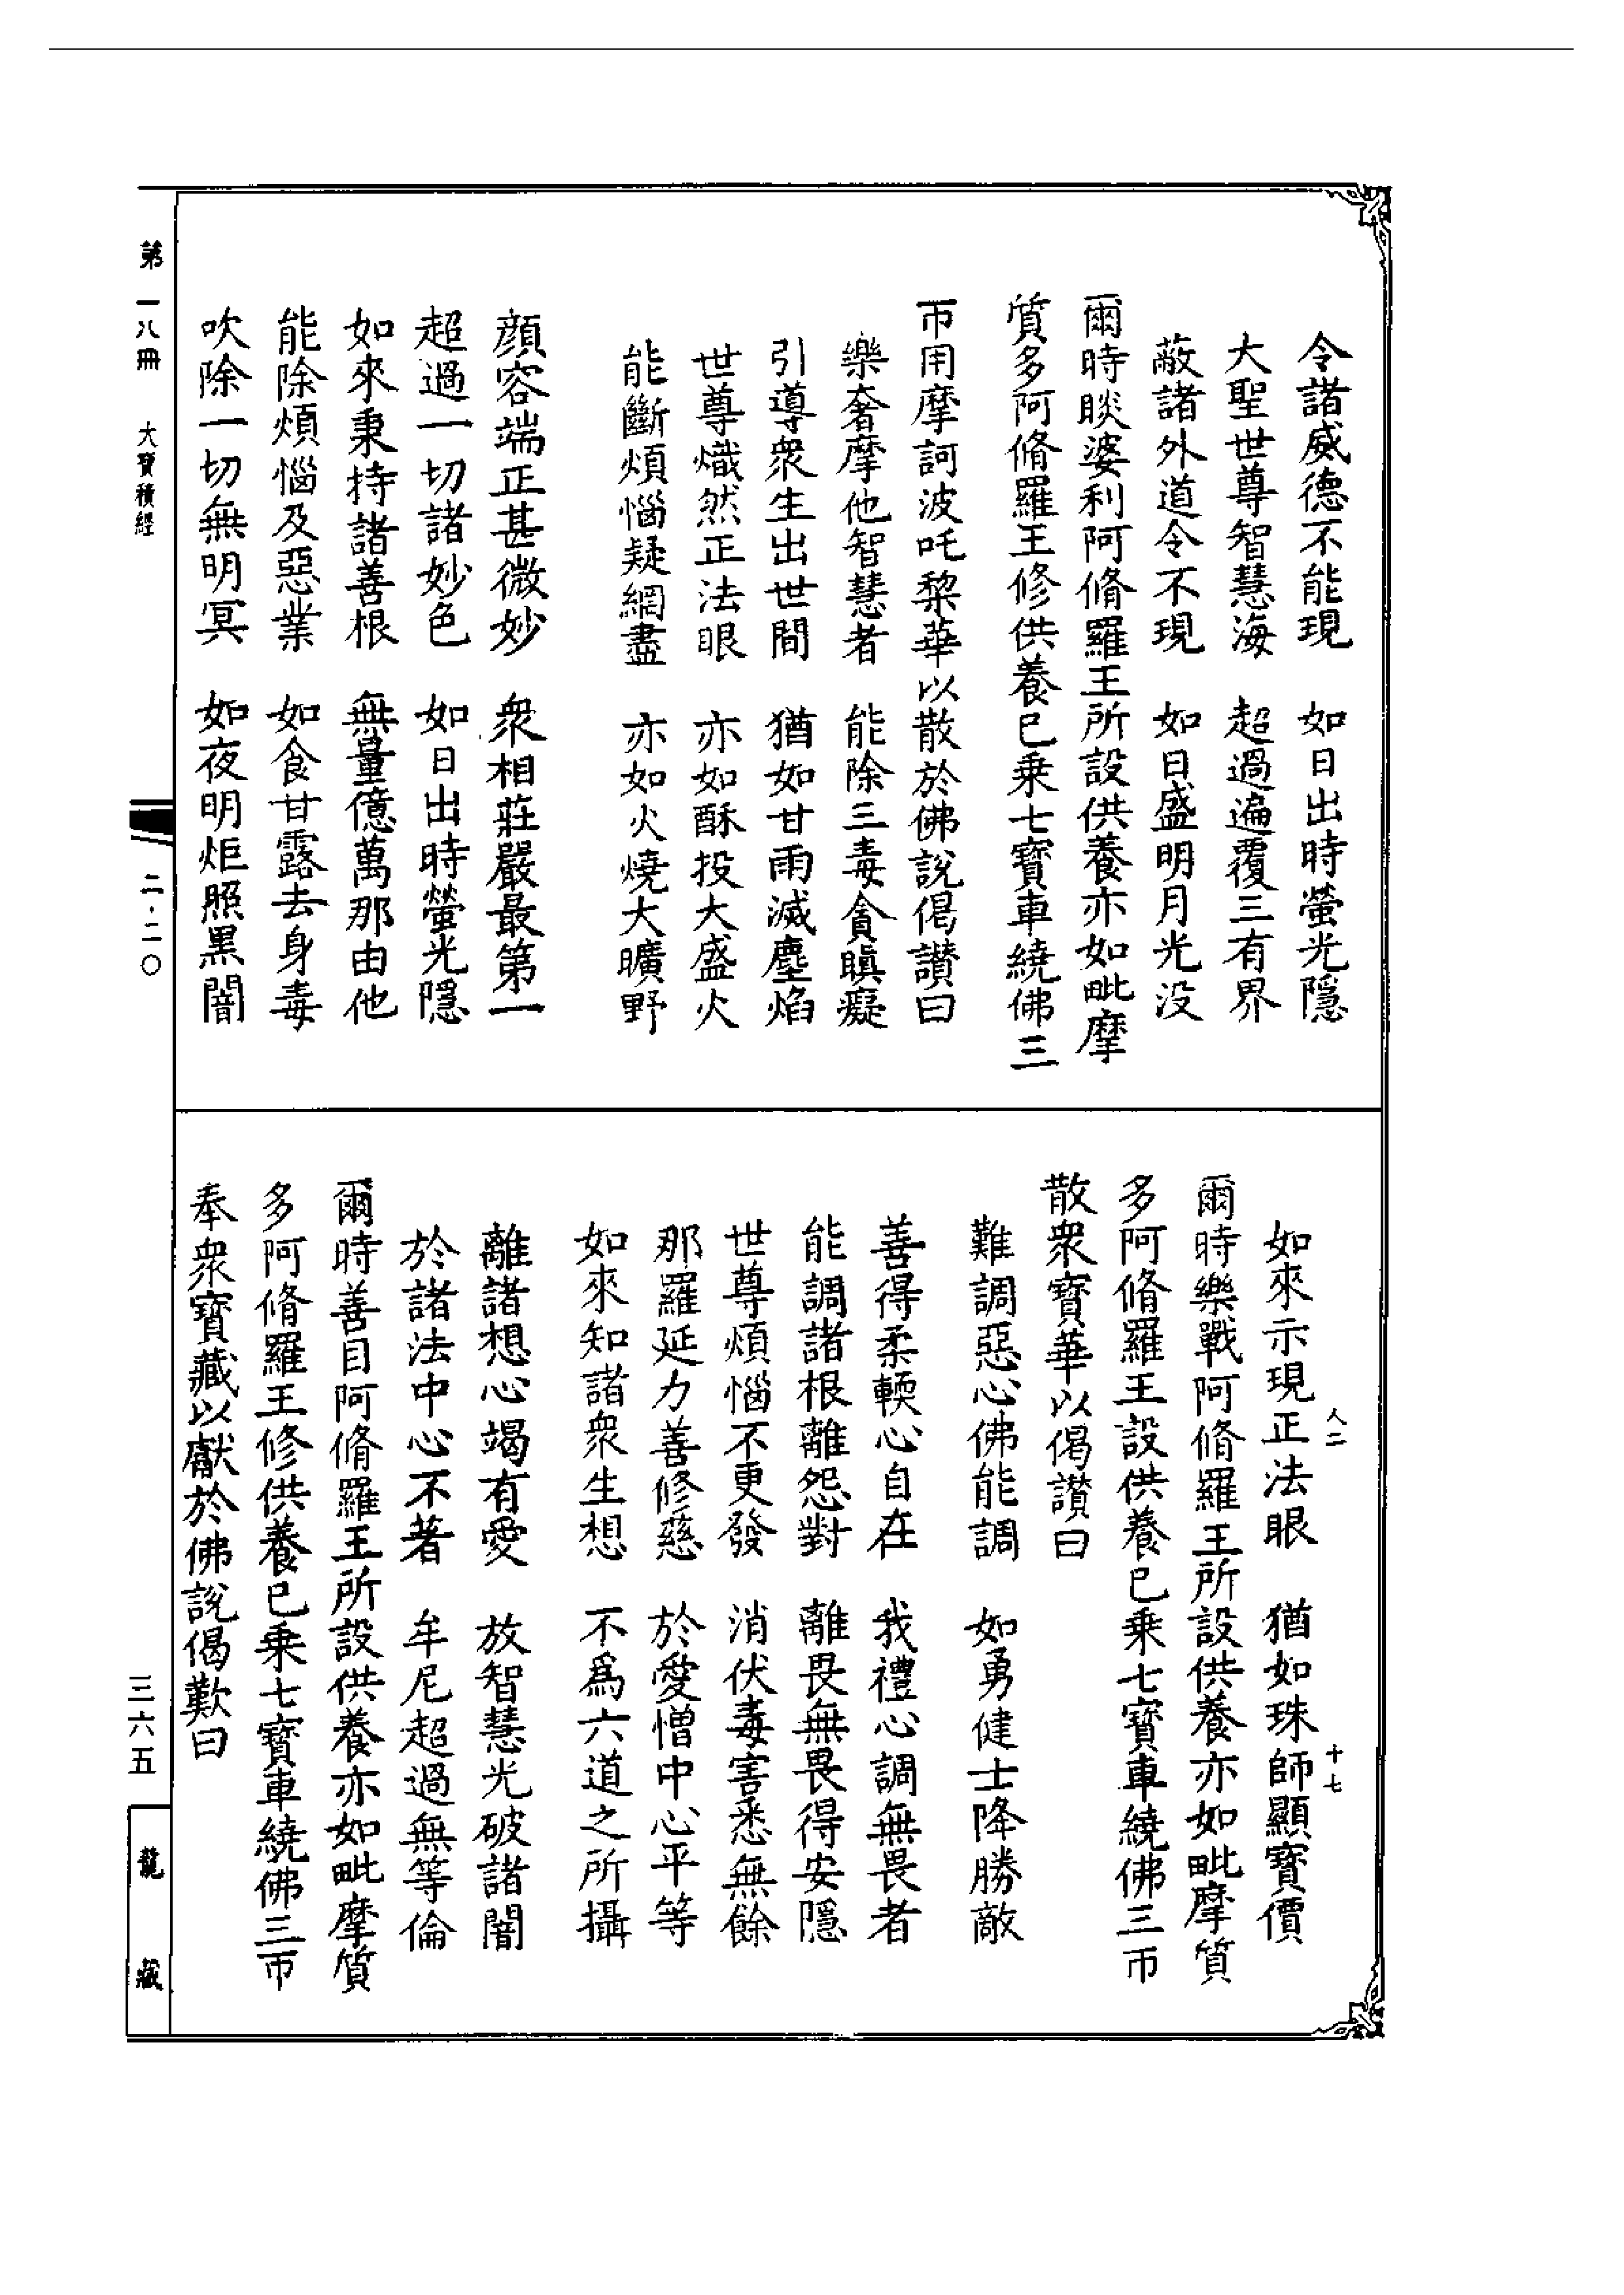 令諸威德不能現　如日出時螢光隱
大聖世尊智慧海　超過遍覆三有界
蔽諸外道令不現　如日盛明月光沒
爾時睒婆利阿脩羅王所設供養亦如毗摩
質多阿脩羅王修供養已乗七寶車繞佛三
帀用摩訶波吒棃華以散於佛說偈讃曰
樂奢摩他智慧者　能除三毒貪瞋癡
引導衆生出世間　猶如甘雨滅塵焰
世尊熾然正法眼　亦如酥投大盛火
能斷煩惱疑網盡　亦如火燒大曠野
顔容端正甚微妙　衆相莊嚴最第一
超過一切諸妙色　如日出時螢光隱
如來秉持諸善根　無量億萬那由他
能除煩惱及惡業　如食甘露去身毒
吹除一切無明冥　如夜明炬照黑闇
如來示現正法眼　猶如珠師顯寶價
人二　十七
爾時樂戰阿脩羅王所設供養亦如毗摩質
多阿脩羅王設供養已乗七寶車繞佛三帀
散衆寶華以偈讃曰
難調惡心佛能調　如勇健士降勝敵
善得柔輭心自在　我禮心調無畏者
能調諸根離怨對　離畏無畏得安隱
世尊煩惱不更發　消伏毒害悉無餘
那羅延力善修慈　於愛憎中心平等
如來知諸衆生想　不爲六道之所攝
離諸想心竭有愛　放智慧光破諸闇
於諸法中心不著　牟尼超過無等倫
爾時善目阿脩羅王所設供養亦如毗摩質
多阿脩羅王修供養已乗七寶車繞佛三帀
奉衆寶藏以獻於佛說偈歎曰
第一八冊　大寶積經　二·二〇　三六五　龍藏